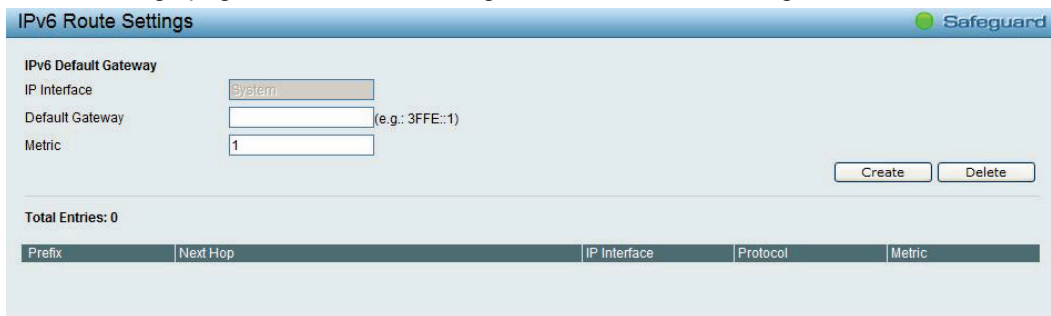 IPv6 Route Settings
Safeguard
IPv6 Default Gateway
IP Interface System
Default Gateway (e.g.: 3FFE::1)
Metric 1
Create Delete
Total Entries: 0
Prefix Next Hop IP Interface Protocol Metric